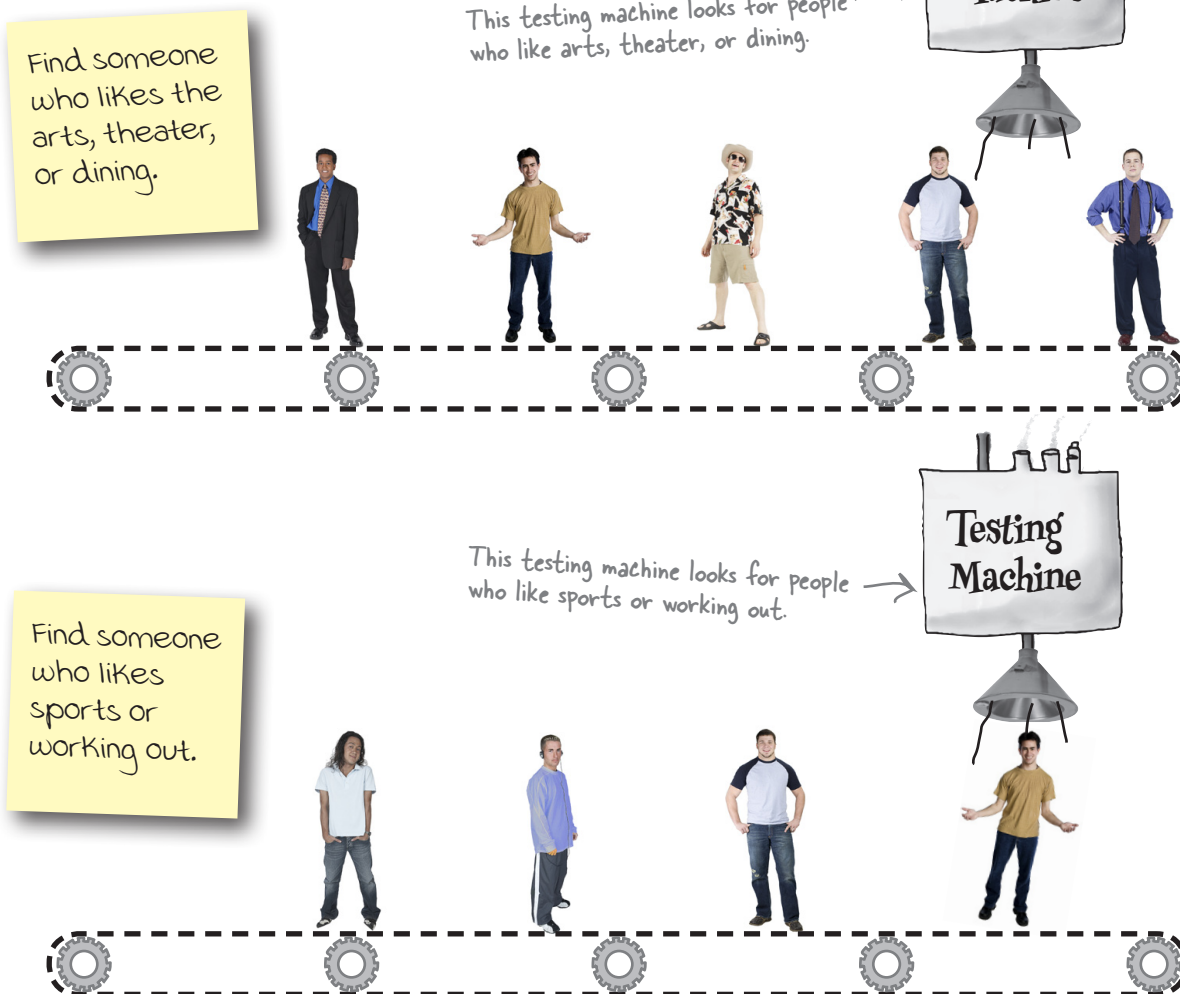 This testing machine looks for people
who like arts, theater, or dining.
Find someone
who likes the
arts, theater,
or dining.
Testing
Machine
This testing machine looks for people
who like sports or working out.
Find someone
who likes
sports or
working out.